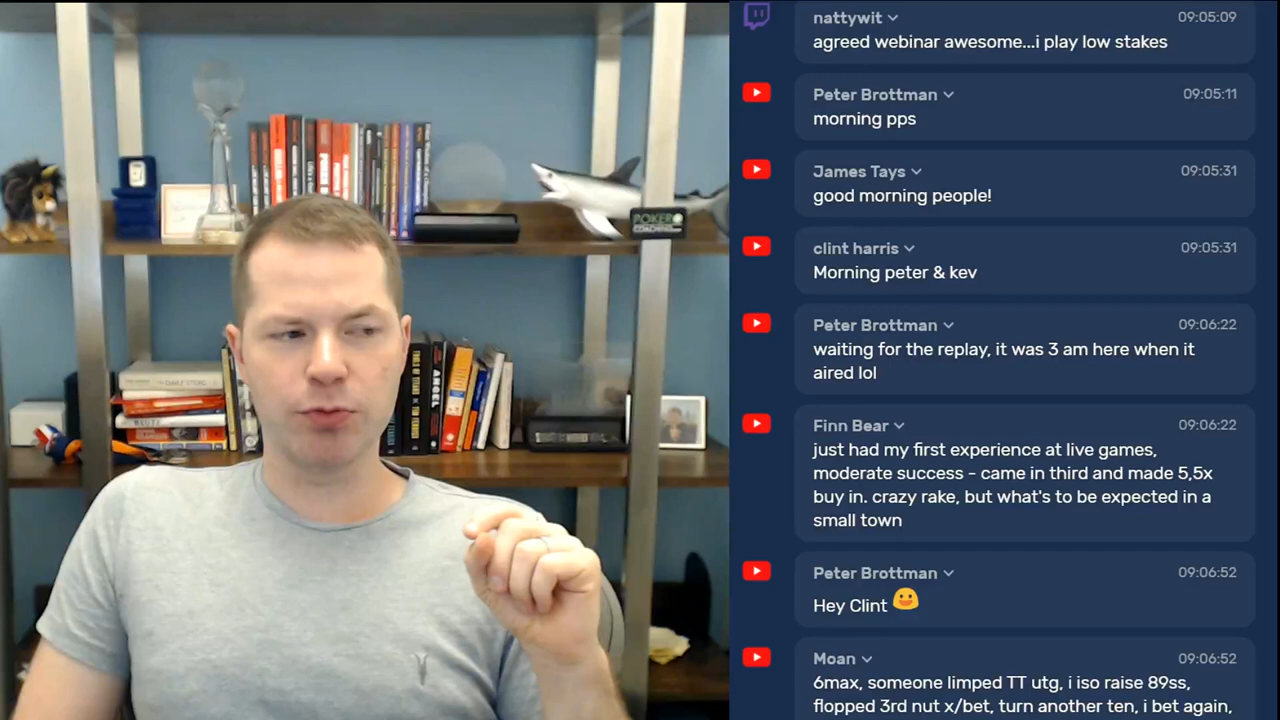 nattywit
09:05:09
agreed webinar awesome...i play low stakes
Peter Brottman
09:05:11
morning pps
James Tays
09:05:31
good morning people!
clint harris
09:05:31
Morning peter & kev
Peter Brottman
09:06:22
waiting for the replay, it was 3 am here when it
aired lol
Finn Bear
09:06:22
just had my first experience at live games,
moderate success - came in third and made 5,5x
buy in. crazy rake, but what's to be expected in a
small town
Peter Brottman
09:06:52
Hey Clint 😀
Moan
09:06:52
6max, someone limped TT utg, i iso raise 89ss,
flopped 3rd nut x/bet, turn another ten, i bet again,
POKER
COACHING
ANGEL
TIM FERRISS